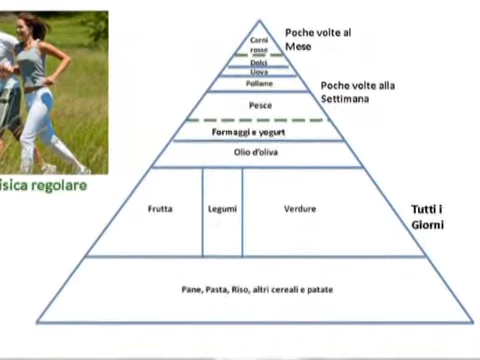 Poche volte al
Mese
Carni
rosse
Dolci
Uova
Pollame
Poche volte alla
Settimana
Pesce
Formaggi e yogurt
Olio d'oliva
isica regolare
Frutta
Legumi
Verdure
Tutti i
Giorni
Pane, Pasta, Riso, altri cereali e patate